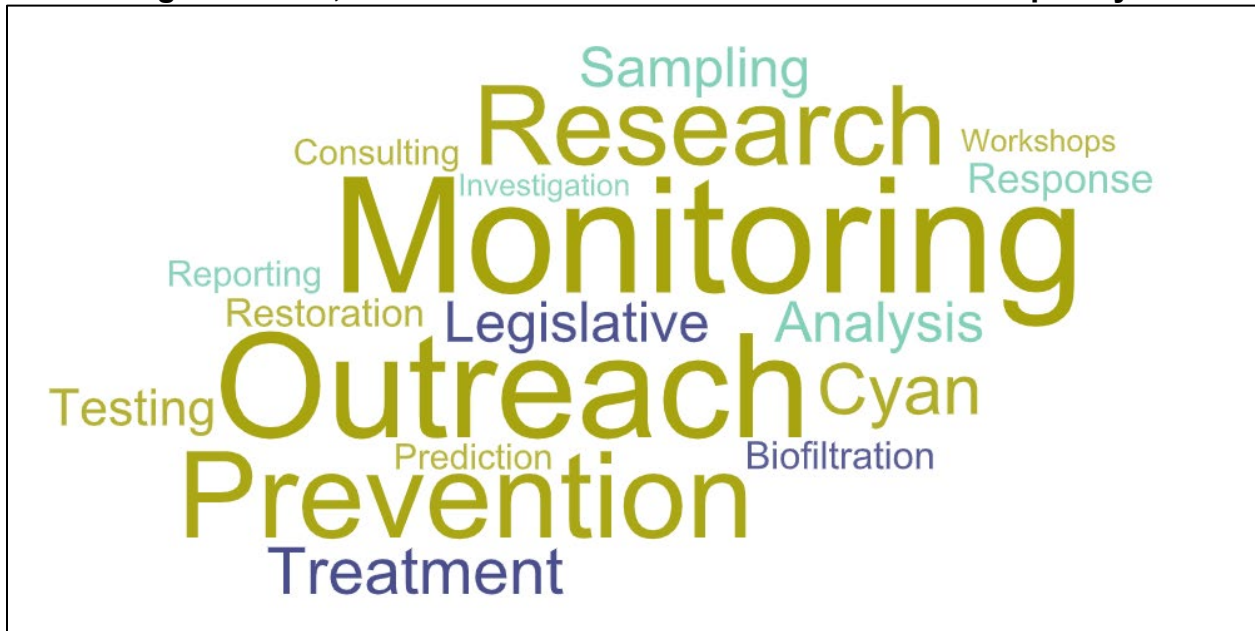 Sampling
Research
Workshops
Consulting
Investigation
Response
Monitoring
Reporting
Restoration
Legislative
Analysis
Outreach
Cyan
Testing
Prediction
Biofiltration
Prevention
Treatment